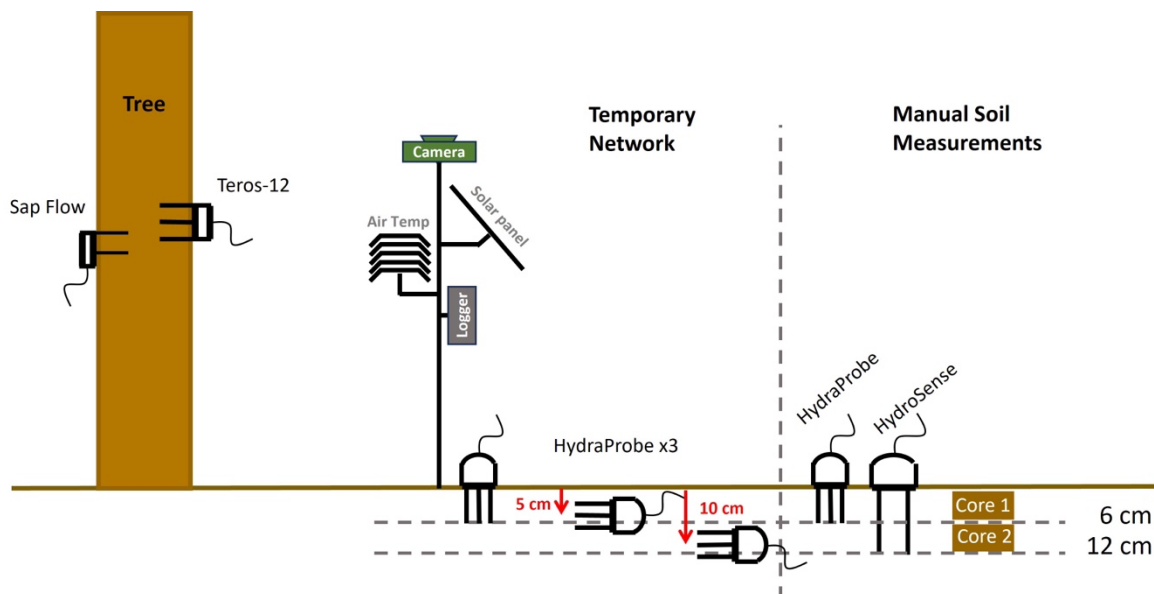 Tree
Temporary
Network
Manual Soil
Measurements
Camera
Teros-12
Sap Flow
Air Temp
Solar panel
Logger
HydraProbe
HydroSense
HydraProbe x3
5 cm
10 cm
Core 1
6 cm
Core 2
12 cm